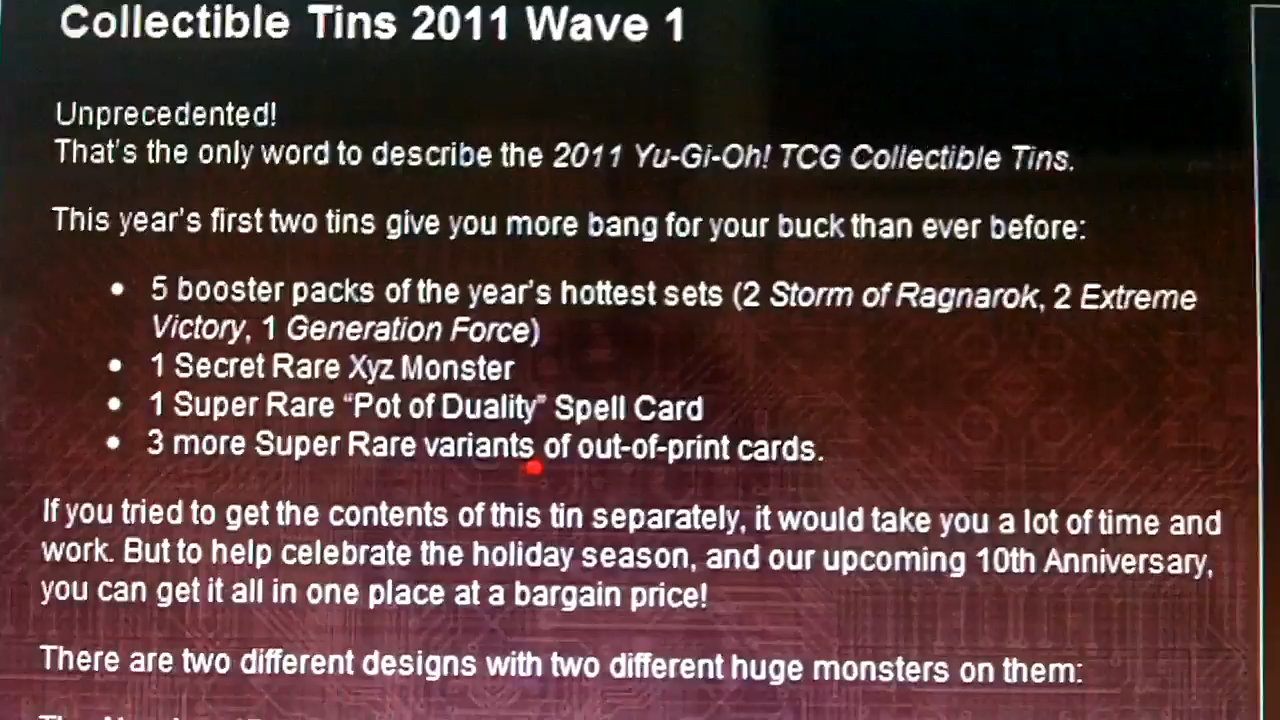 Collectible Tins 2011 Wave 1
Unprecedented!
That's the only word to describe the 2011 Yu-Gi-Oh! TCG Collectible Tins.
This year's first two tins give you more bang for your buck than ever before:
• 5 booster packs of the year's hottest sets (2 Storm of Ragnarok, 2 Extreme
Victory, 1 Generation Force)
• 1 Secret Rare Xyz Monster
• 1 Super Rare “Pot of Duality” Spell Card
• 3 more Super Rare variants of out-of-print cards.
If you tried to get the contents of this tin separately, it would take you a lot of time and
work. But to help celebrate the holiday season, and our upcoming 10th Anniversary,
you can get it all in one place at a bargain price!
There are two different designs with two different huge monsters on them: